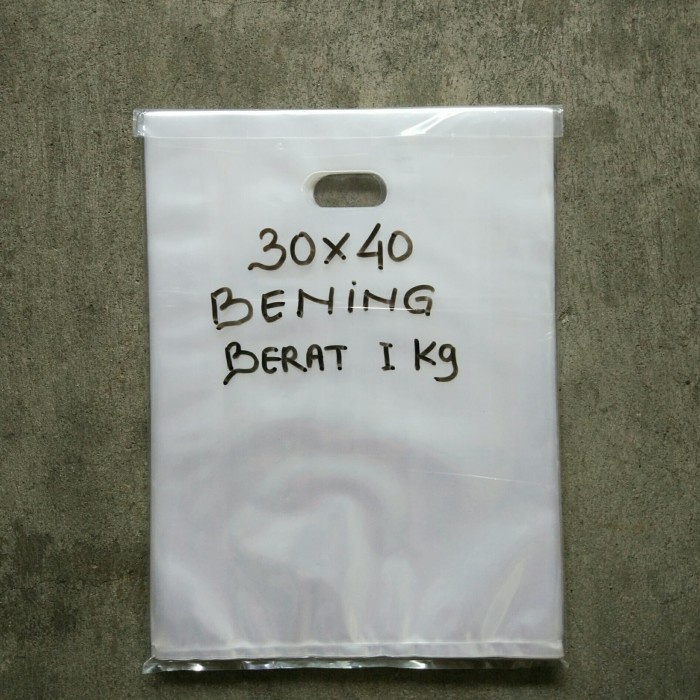 30x40
BENiNG
BERAT 1 Kg